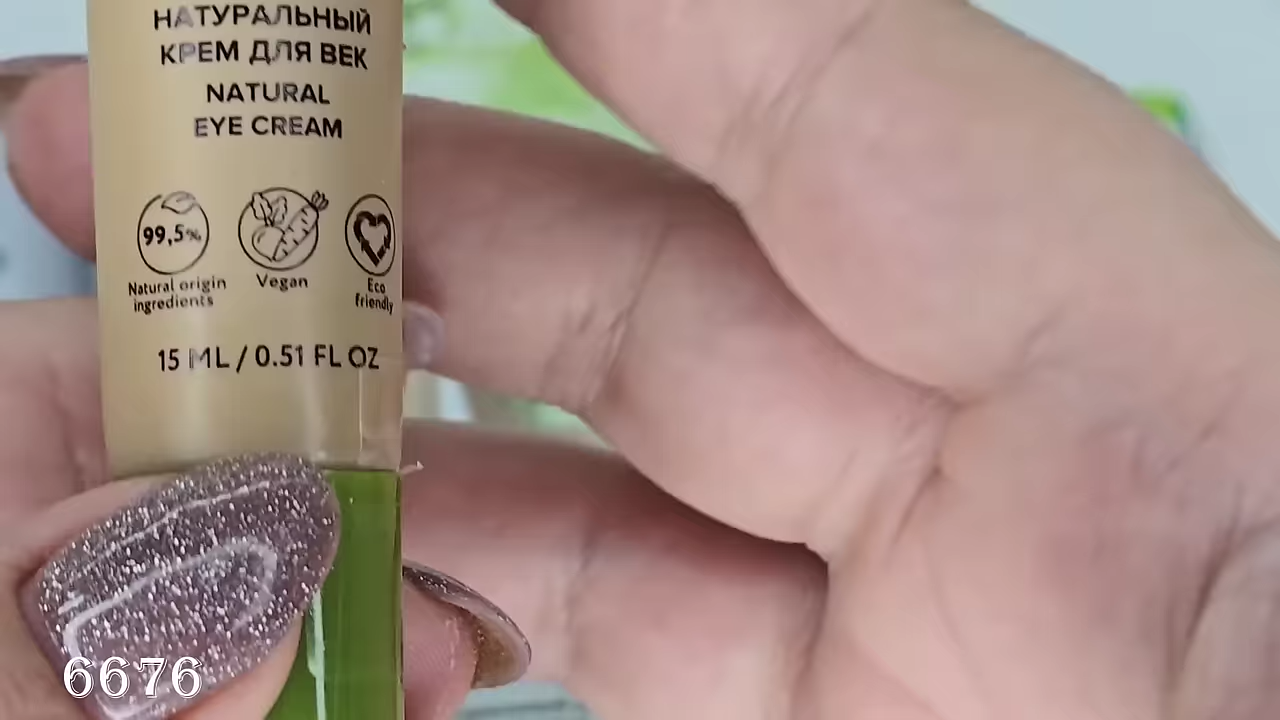 НАТУРАЛЬНЫЙ
КРЕМ ДЛЯ ВЕК
NATURAL
EYE CREAM
99,5%
Natural origin
ingredients
Vegan
Eco
friendly
15 ML / 0.51 FL OZ
6676